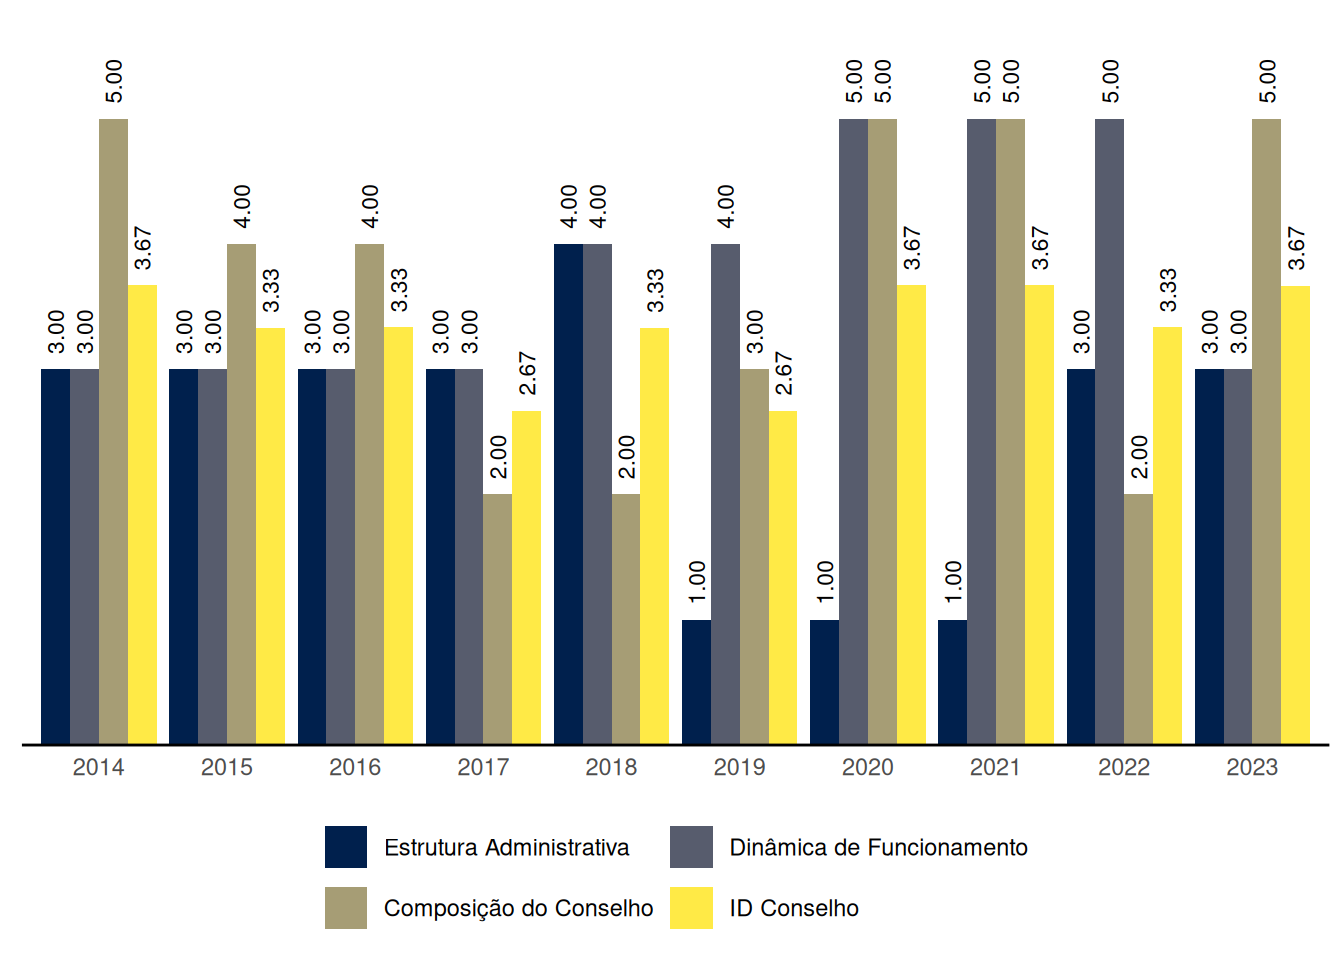 3.00 3.00 5.00 3.67 3.00 3.00 4.00 3.33 3.00 3.00 4.00 3.33 3.00 3.00 2.00 2.67 4.00 4.00 2.00 3.33 1.00 4.00 3.00 2.67 1.00 5.00 5.00 3.67 1.00 5.00 5.00 3.67 3.00 5.00 2.00 3.33 3.00 3.00 5.00 3.67
2014 2015 2016 2017 2018 2019 2020 2021 2022 2023
Estrutura Administrativa Dinâmica de Funcionamento
Composição do Conselho ID Conselho